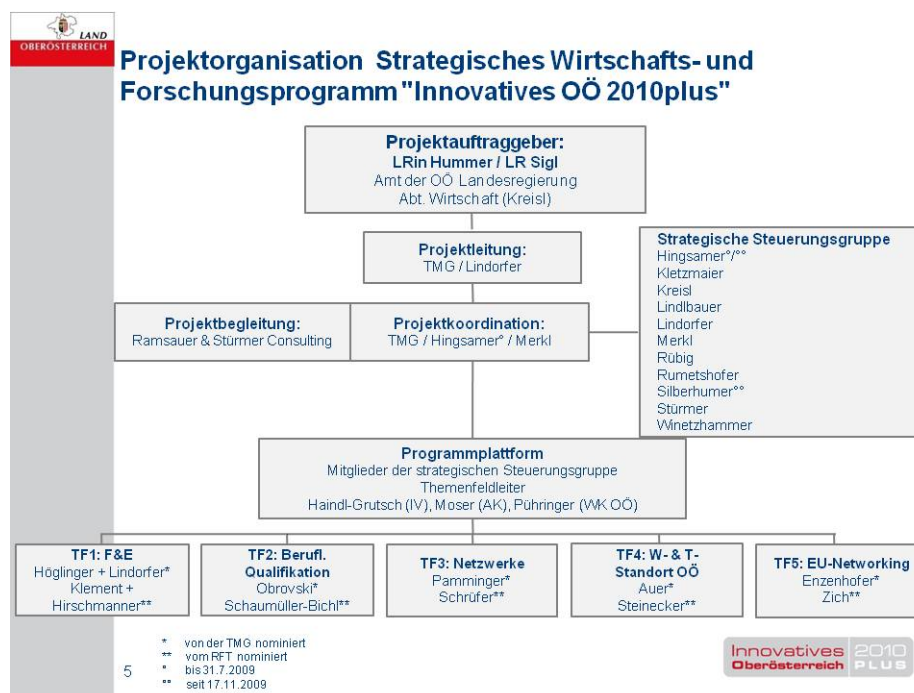 LAND
OBERÖSTERREICH
Projektorganisation Strategisches Wirtschafts- und
Forschungsprogramm "Innovatives OÖ 2010plus"
Projektauftraggeber:
LRin Hummer / LR Sigl
Amt der OÖ Landesregierung
Abt. Wirtschaft (Kreisl)
Projektleitung:
TMG / Lindorfer
Strategische Steuerungsgruppe
Hingsamer°/°°
Kletzmaier
Kreisl
Lindlbauer
Lindorfer
Merkl
Rübig
Rumetshofer
Silberhumer°°
Stürmer
Winetzhammer
Projektbegleitung:
Ramsauer & Stürmer Consulting
Projektkoordination:
TMG / Hingsamer° / Merkl
Programmplattform
Mitglieder der strategischen Steuerungsgruppe
Themenfeldleiter
Haindl-Grutsch (IV), Moser (AK), Pühringer (WK OÖ)
TF1: F&E
Höglinger + Lindorfer*
Klement +
Hirschmanner**
TF2: Berufl.
Qualifikation
Obrovski*
Schaumüller-Bichl**
TF3: Netzwerke
Pamminger*
Schrüfer**
TF4: W- & T-
Standort OÖ
Auer*
Steinecker**
TF5: EU-Networking
Enzenhofer*
Zich**
* von der TMG nominiert
** vom RFT nominiert
° bis 31.7.2009
°° seit 17.11.2009
5
Innovatives 2010
Oberösterreich PLUS